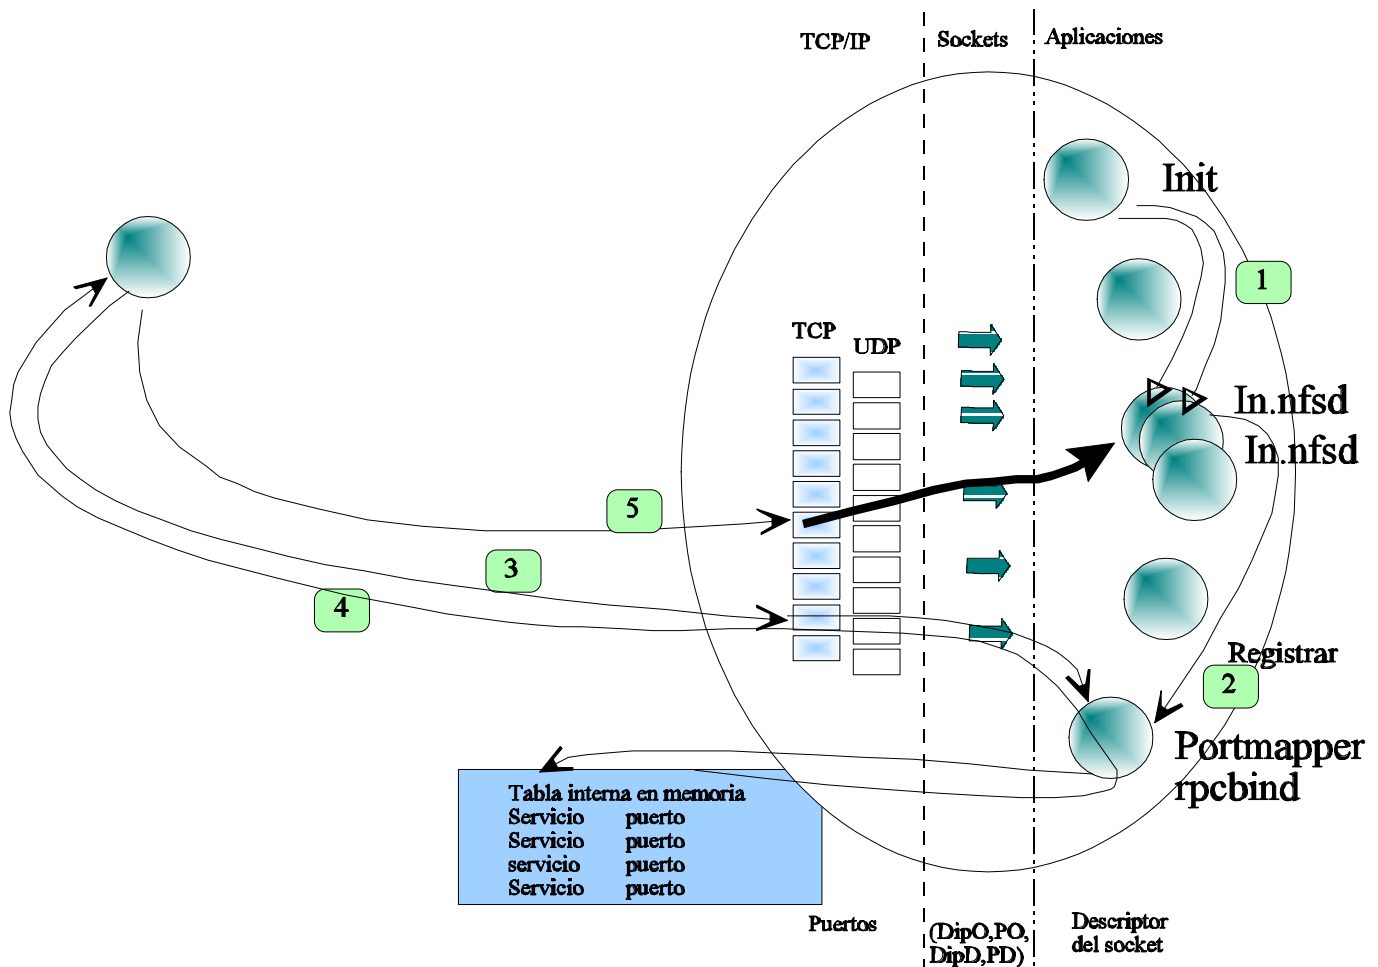 TCP/IP
Sockets
Aplicaciones
Init
1
TCP
UDP
In.nfsd
In.nfsd
5
3
4
Registrar
2
Portmapper
rpcbind
Tabla interna en memoria
Servicio puerto
Servicio puerto
servicio puerto
Servicio puerto
Puertos
(DipO,PO,
DipD,PD)
Descriptor
del socket